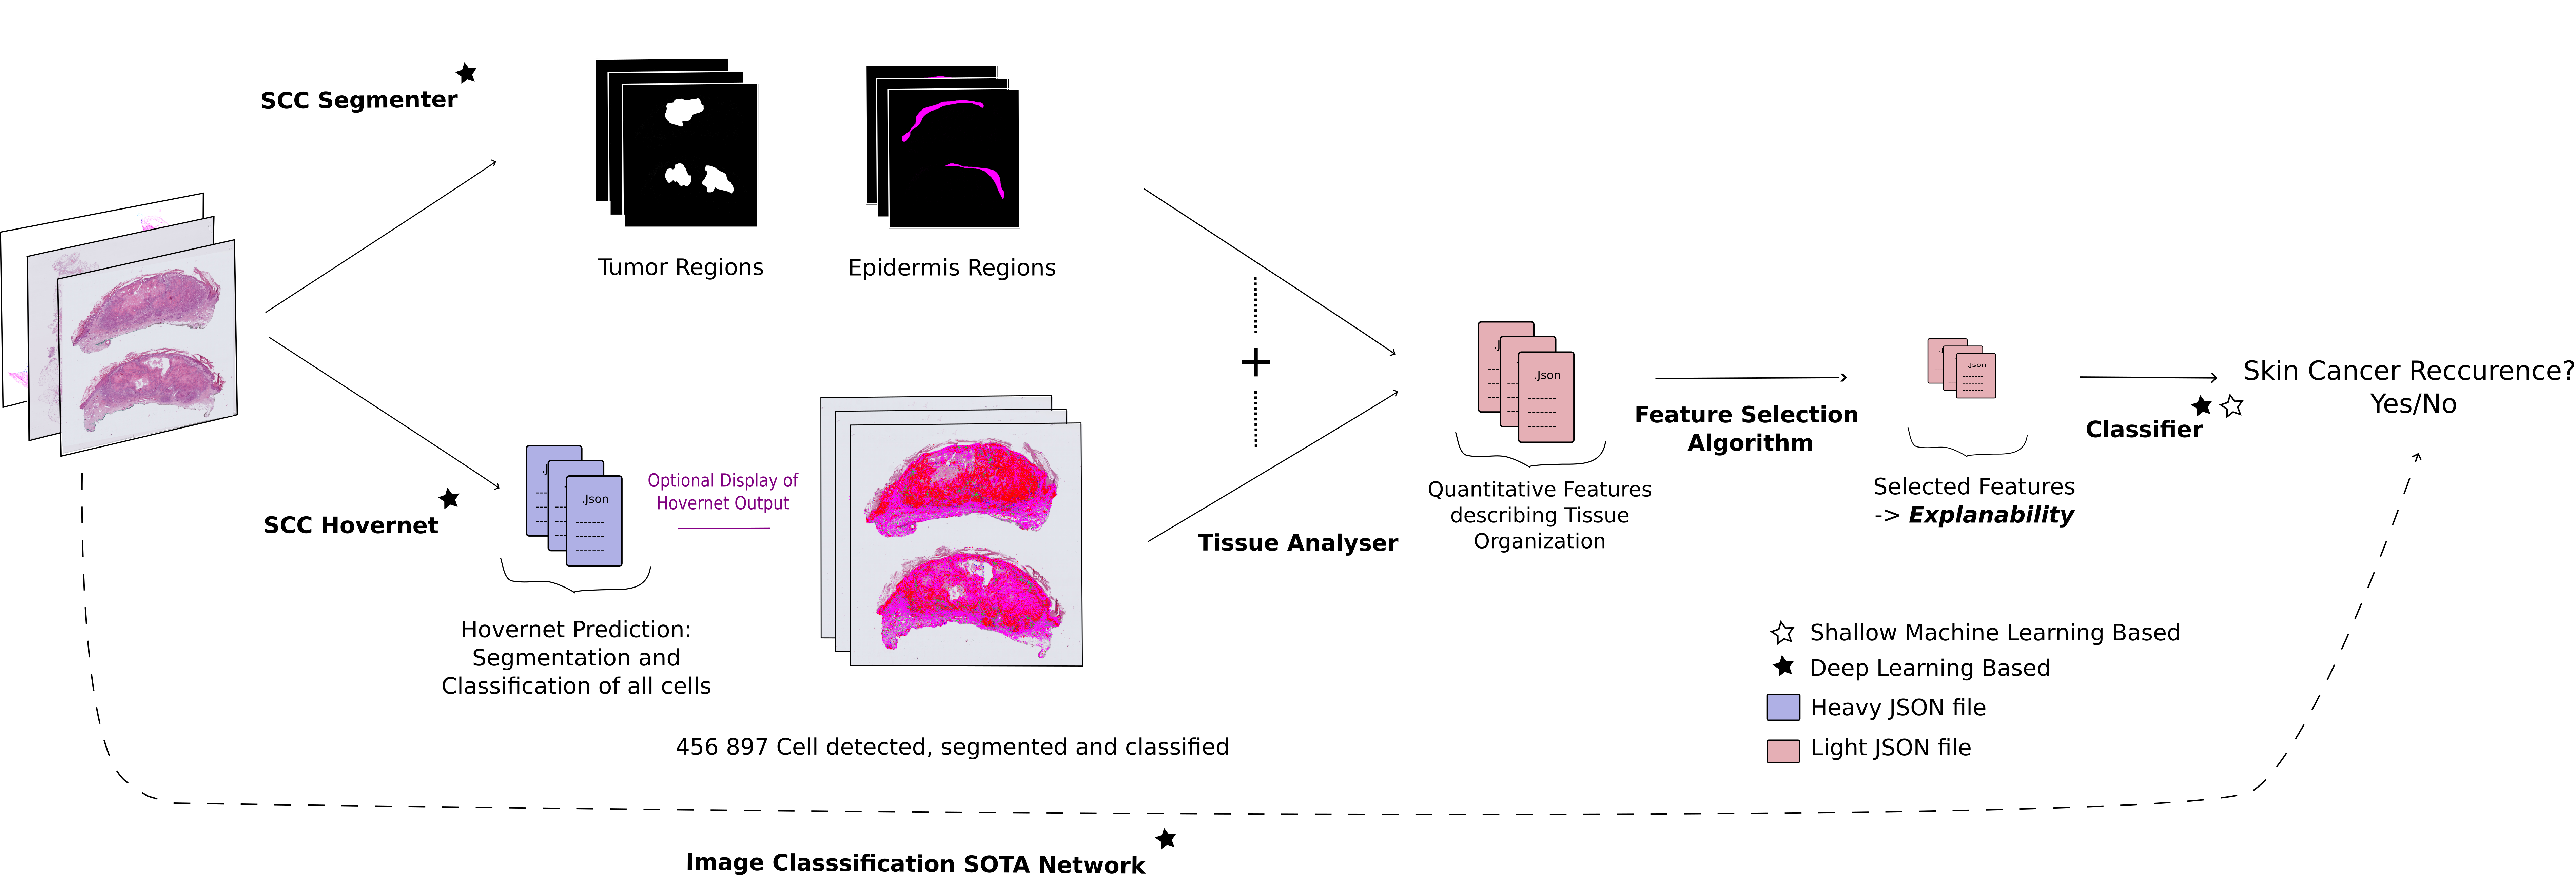 SCC Segmenter
Tumor Regions
Epidermis Regions
SCC Hovernet
.Json
Optional Display of
Hovernet Output
Hovernet Prediction:
Segmentation and
Classification of all cells
456 897 Cell detected, segmented and classified
+
Tissue Analyser
.Json
Quantitative Features
describing Tissue
Organization
Feature Selection
Algorithm
.Json
Selected Features
-> Explanability
Classifier
Skin Cancer Reccurence?
Yes/No
Shallow Machine Learning Based
Deep Learning Based
Heavy JSON file
Light JSON file
Image Classsification SOTA Network